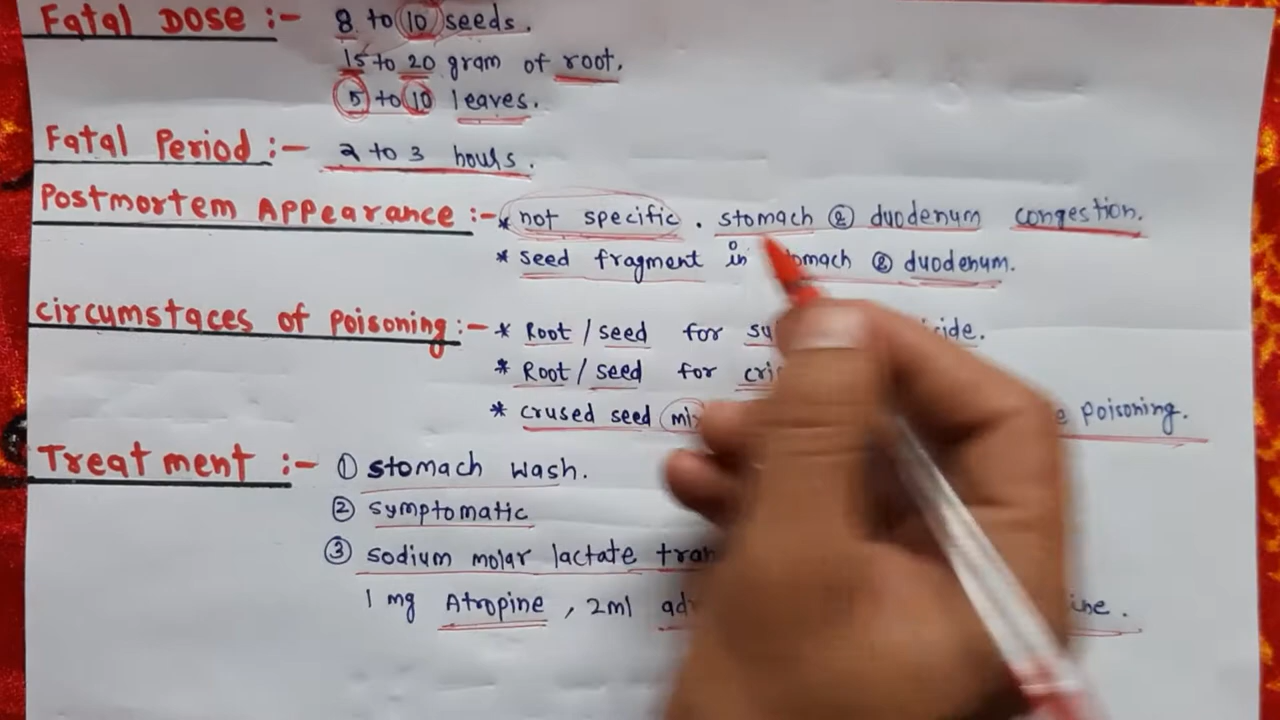 Fatal Dose :- 8 to 10 seeds.
15 to 20 gram of root.
5 to 10 leaves.
Fatal Period :- 2 to 3 hours.
Postmortem Appearance :- * not specific. stomach & duodenum congestion.
* seed fragment in & duodenum.
circumstaces of poisoning :- * Root / seed for
* Root / seed for
* crused seed poisoning.
Treatment :- ① stomach wash.
② symptomatic
③ sodium molar lactate
1 mg Atropine, 2ml